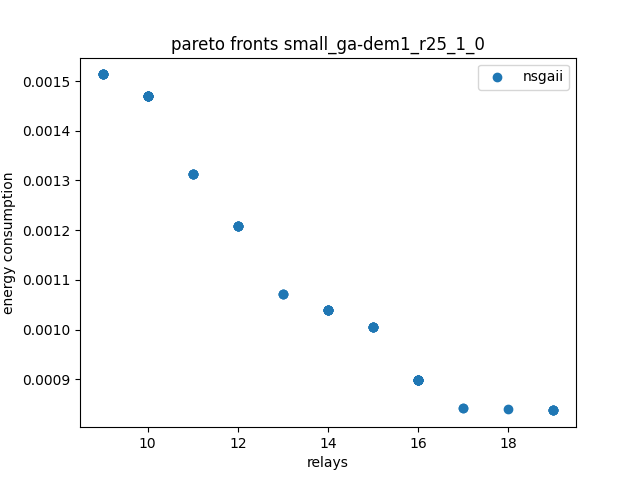 pareto fronts small_ga-dem1_r25_1_0
nsgaii
energy consumption
0.0015
0.0014
0.0013
0.0012
0.0011
0.0010
0.0009
10 12 14 16 18
relays